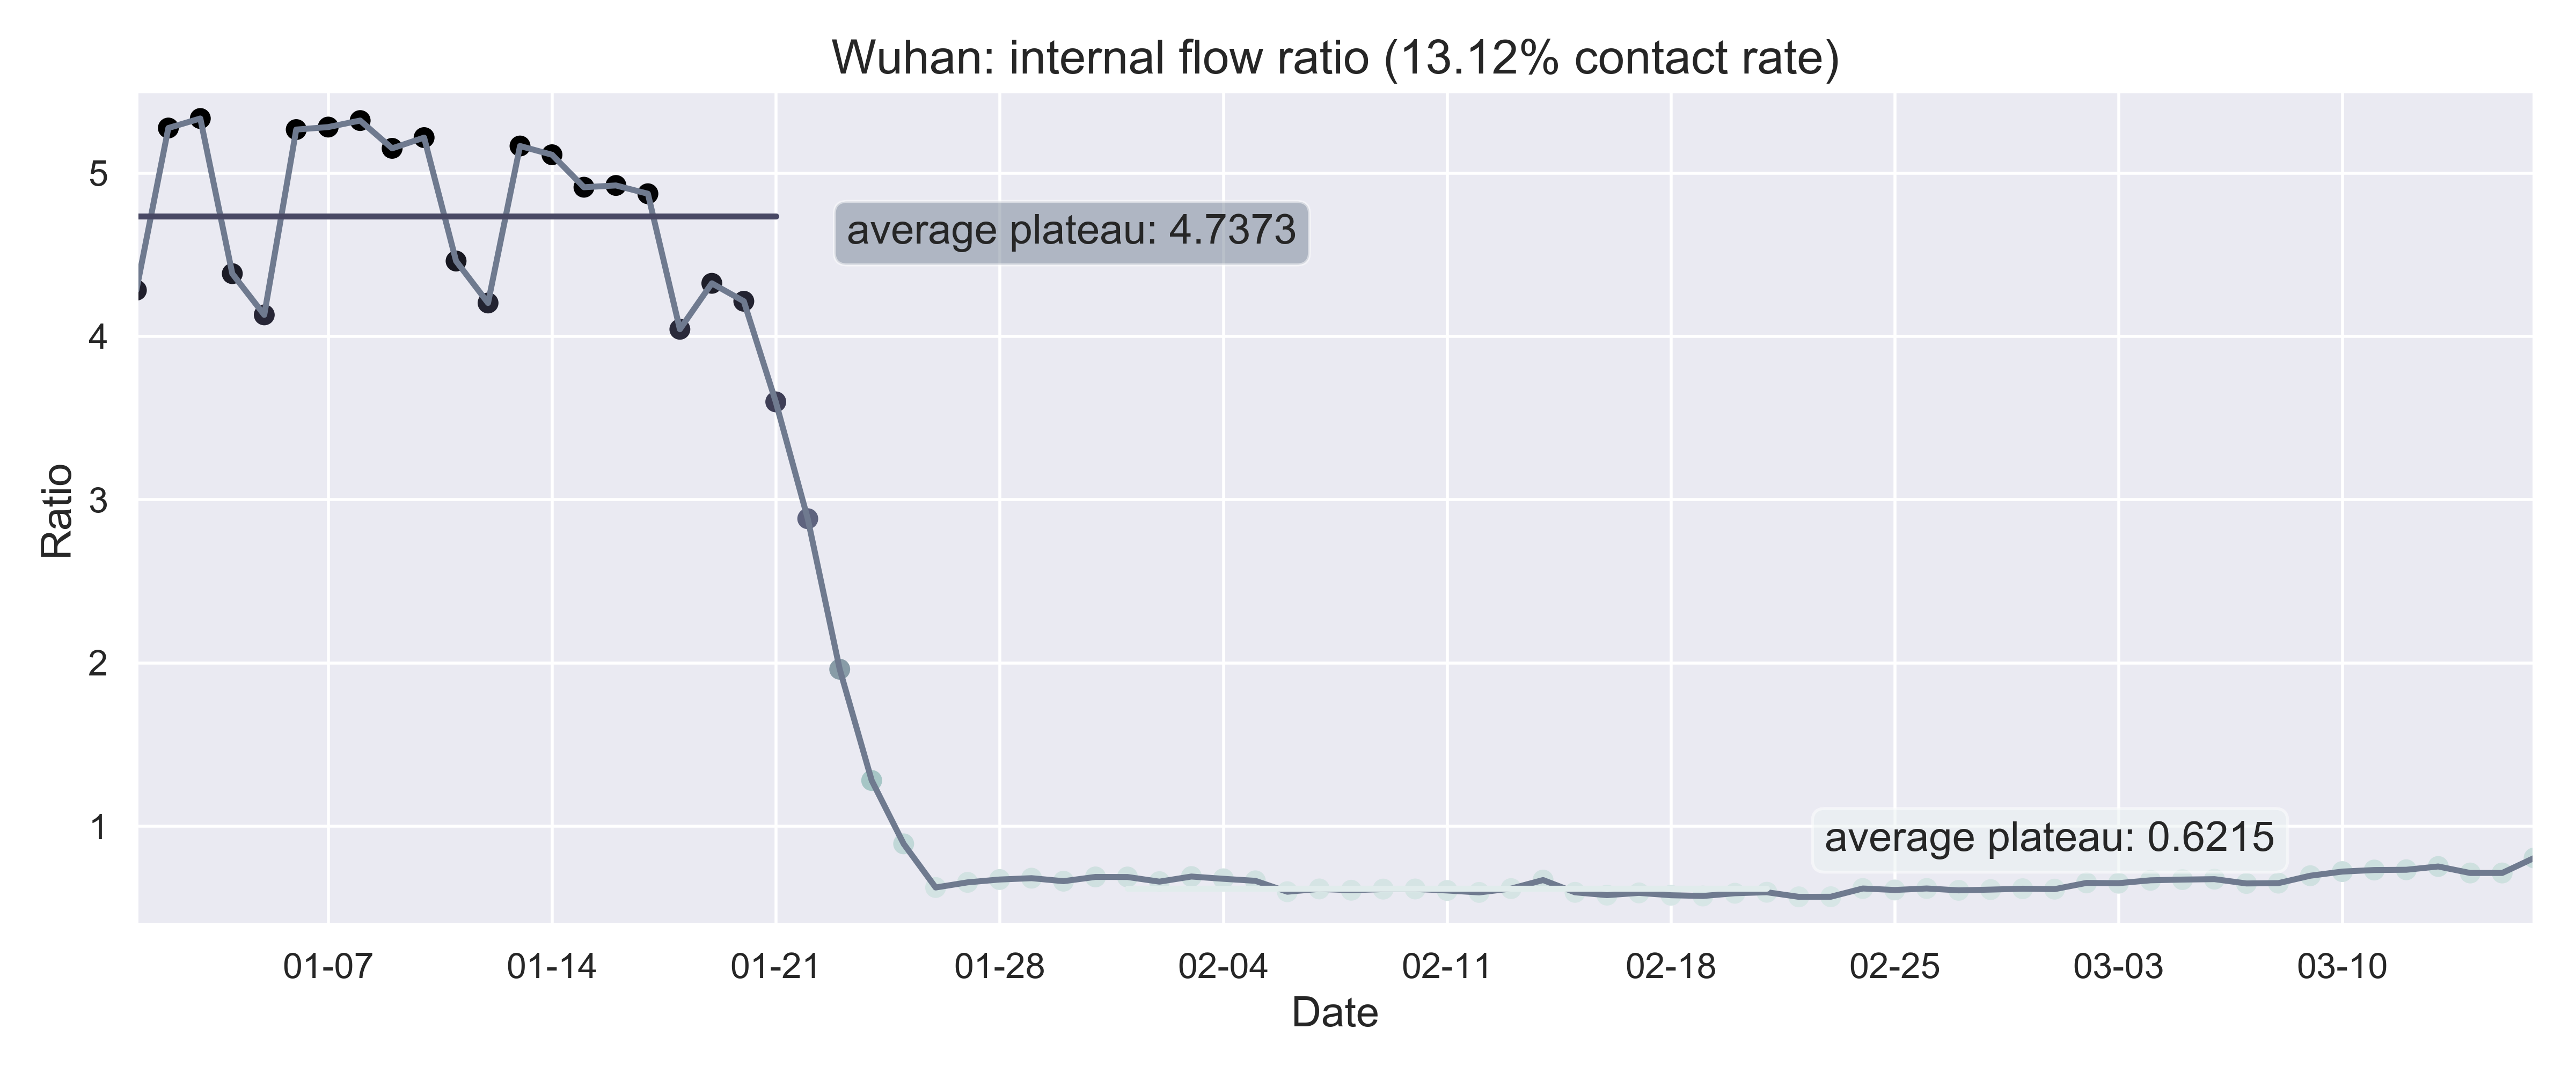 Wuhan: internal flow ratio (13.12% contact rate)
5
average plateau: 4.7373
4
3
Ratio
2
1
average plateau: 0.6215
01-07 01-14 01-21 01-28 02-04 02-11 02-18 02-25 03-03 03-10
Date